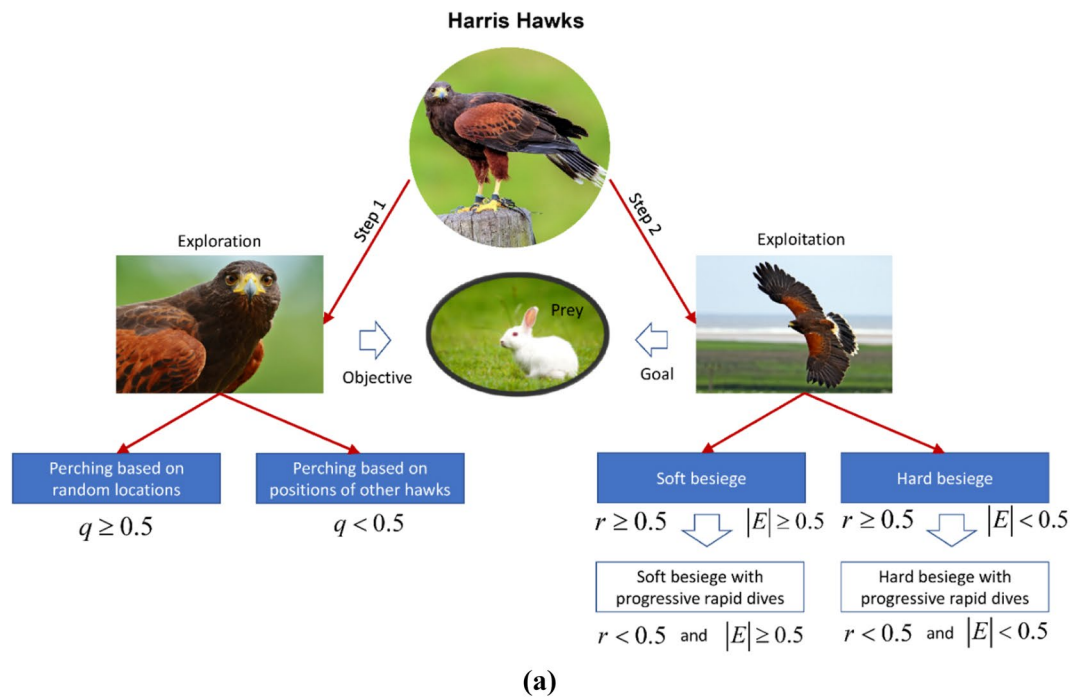 Harris Hawks
Step 1
Step 2
Exploration
Exploitation
Prey
Objective
Goal
Perching based on
random locations
q ≥ 0.5
Perching based on
positions of other hawks
q < 0.5
Soft besiege
r ≥ 0.5 |E| ≥ 0.5
Hard besiege
r ≥ 0.5 |E| < 0.5
Soft besiege with
progressive rapid dives
r < 0.5 and |E| ≥ 0.5
Hard besiege with
progressive rapid dives
r < 0.5 and |E| < 0.5
(a)